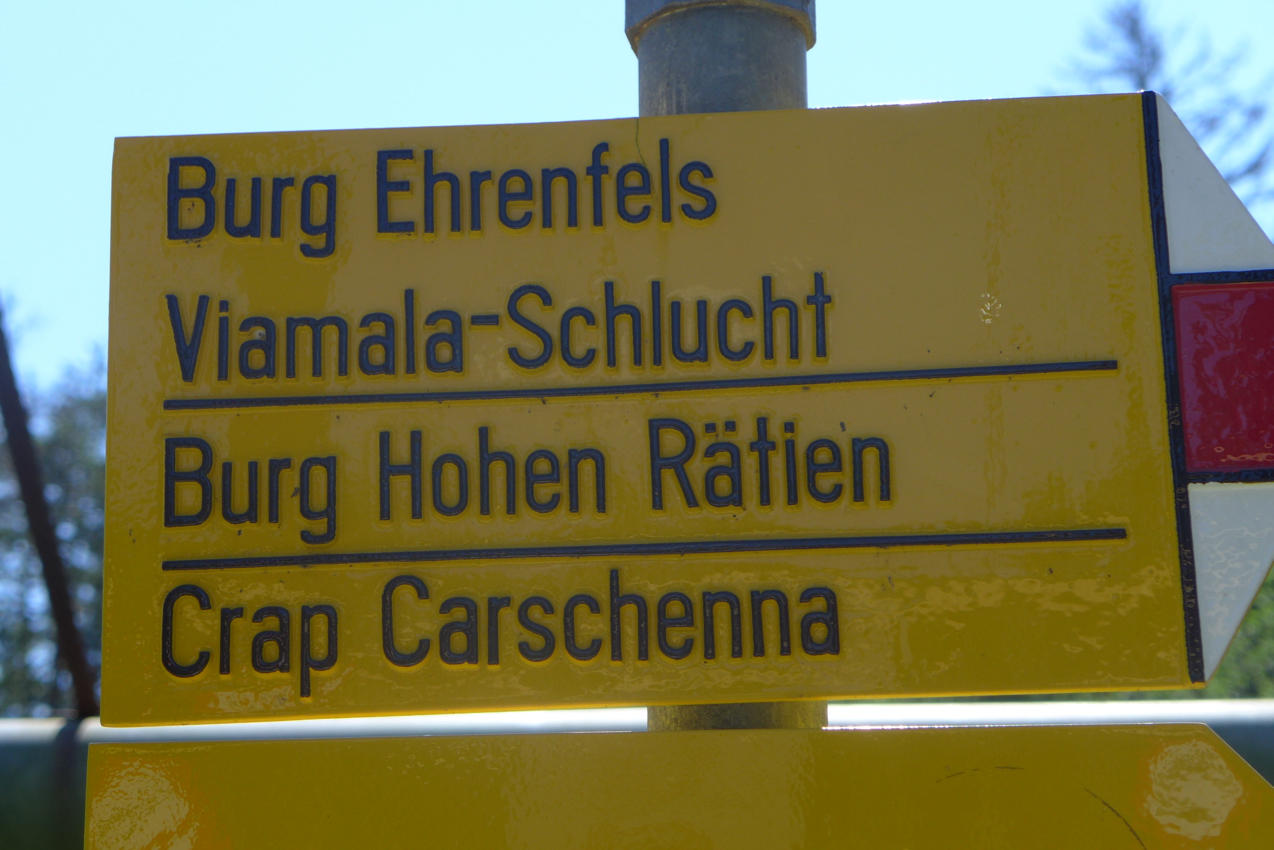 Burg Ehrenfels
Viamala-Schlucht
Burg Hohen Rätien
Crap Carschenna